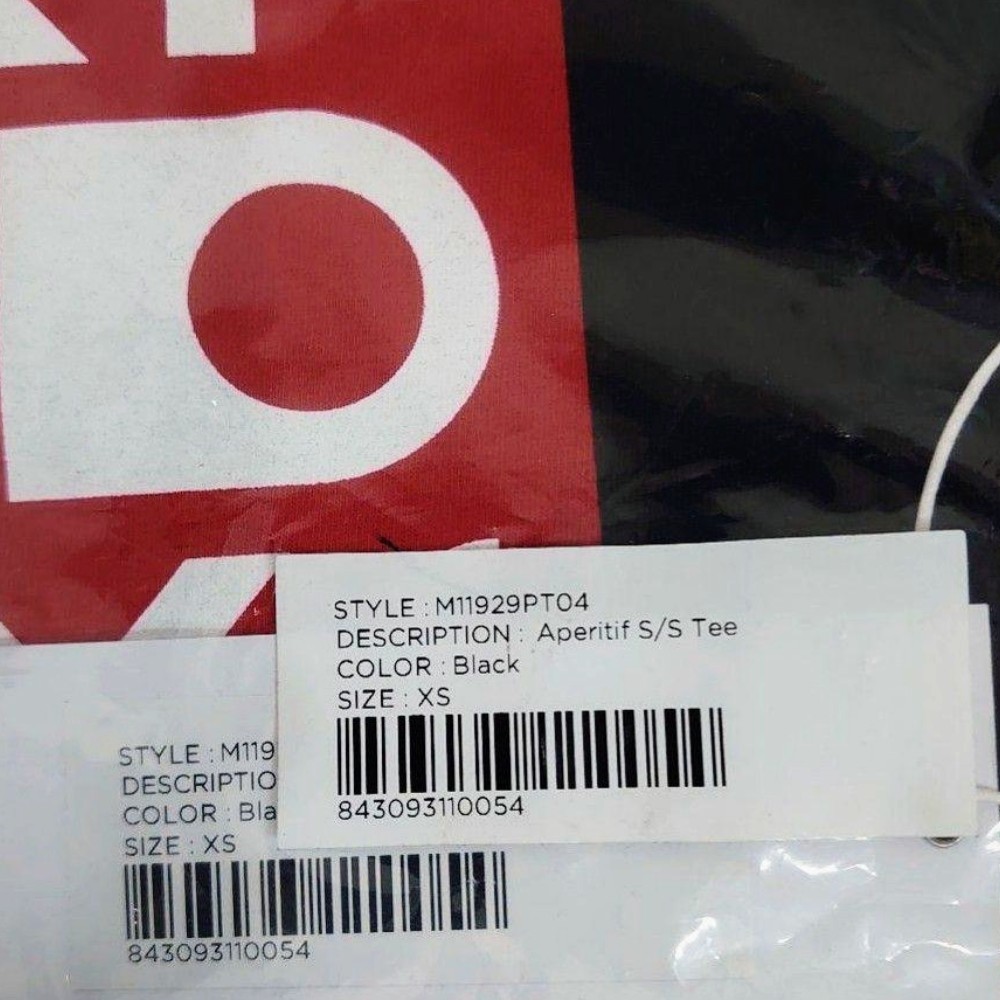 D
STYLE : M11929PT04
DESCRIPTION : Aperitif S/S Tee
COLOR : Black
SIZE : XS
843093110054
STYLE : M119
DESCRIPTIO
COLOR : Bla
SIZE : XS
843093110054